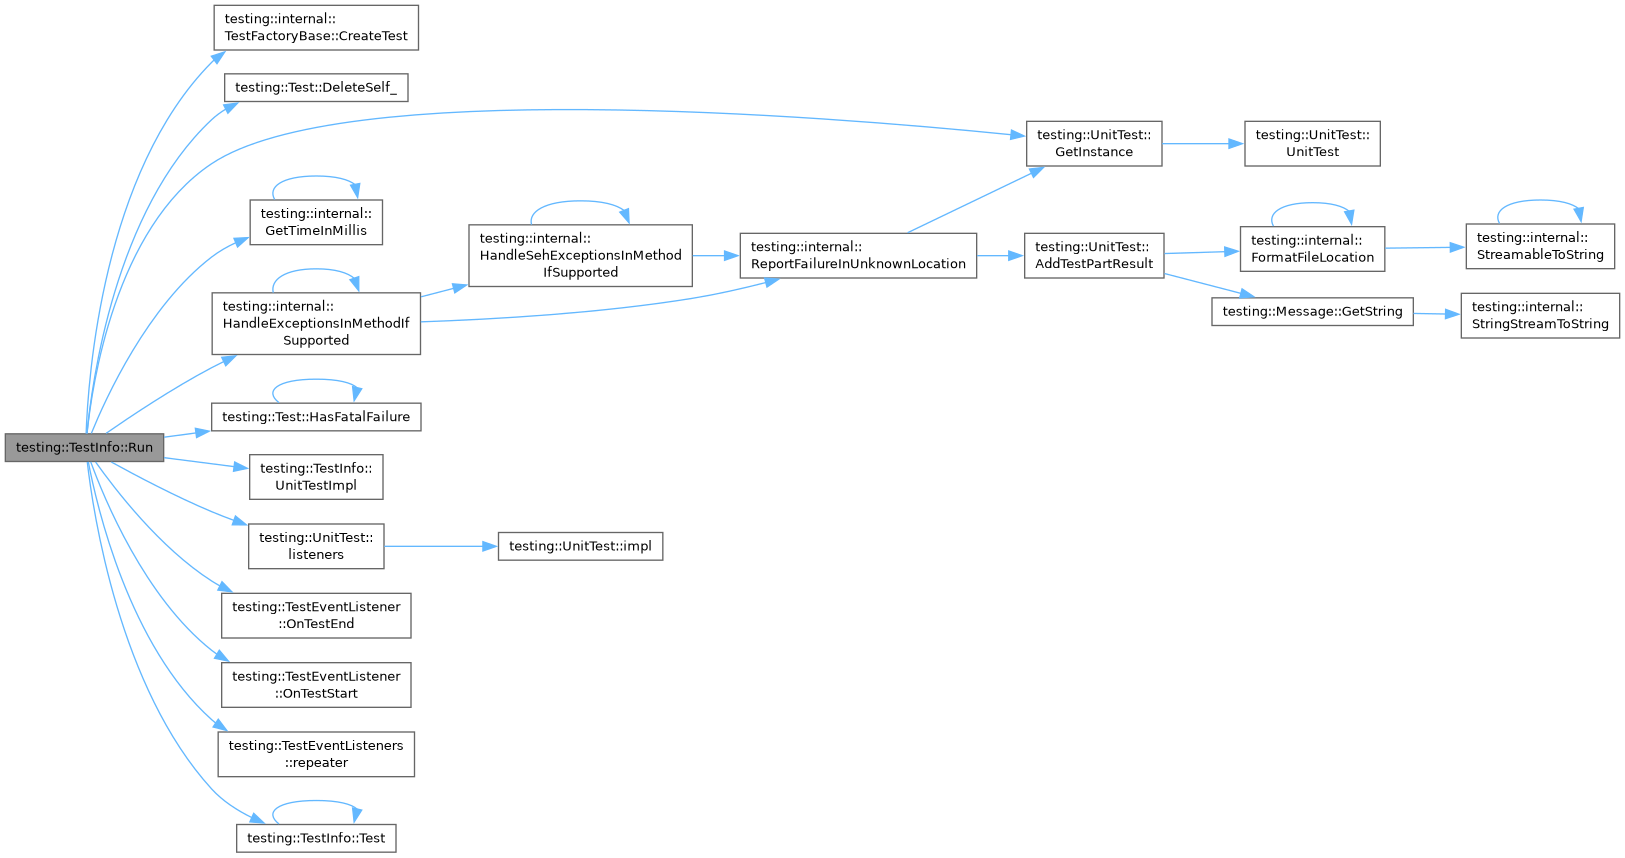 testing::internal::
TestFactoryBase::CreateTest
testing::Test::DeleteSelf_
testing::UnitTest::
GetInstance
testing::UnitTest::
UnitTest
testing::internal::
GetTimeInMillis
testing::internal::
HandleSehExceptionsInMethod
IfSupported
testing::internal::
ReportFailureInUnknownLocation
testing::UnitTest::
AddTestPartResult
testing::internal::
FormatFileLocation
testing::internal::
StreamableToString
testing::internal::
HandleExceptionsInMethodIf
Supported
testing::Message::GetString
testing::internal::
StringStreamToString
testing::Test::HasFatalFailure
testing::TestInfo::Run
testing::TestInfo::
UnitTestImpl
testing::UnitTest::
listeners
testing::UnitTest::impl
testing::TestEventListener
::OnTestEnd
testing::TestEventListener
::OnTestStart
testing::TestEventListeners
::repeater
testing::TestInfo::Test